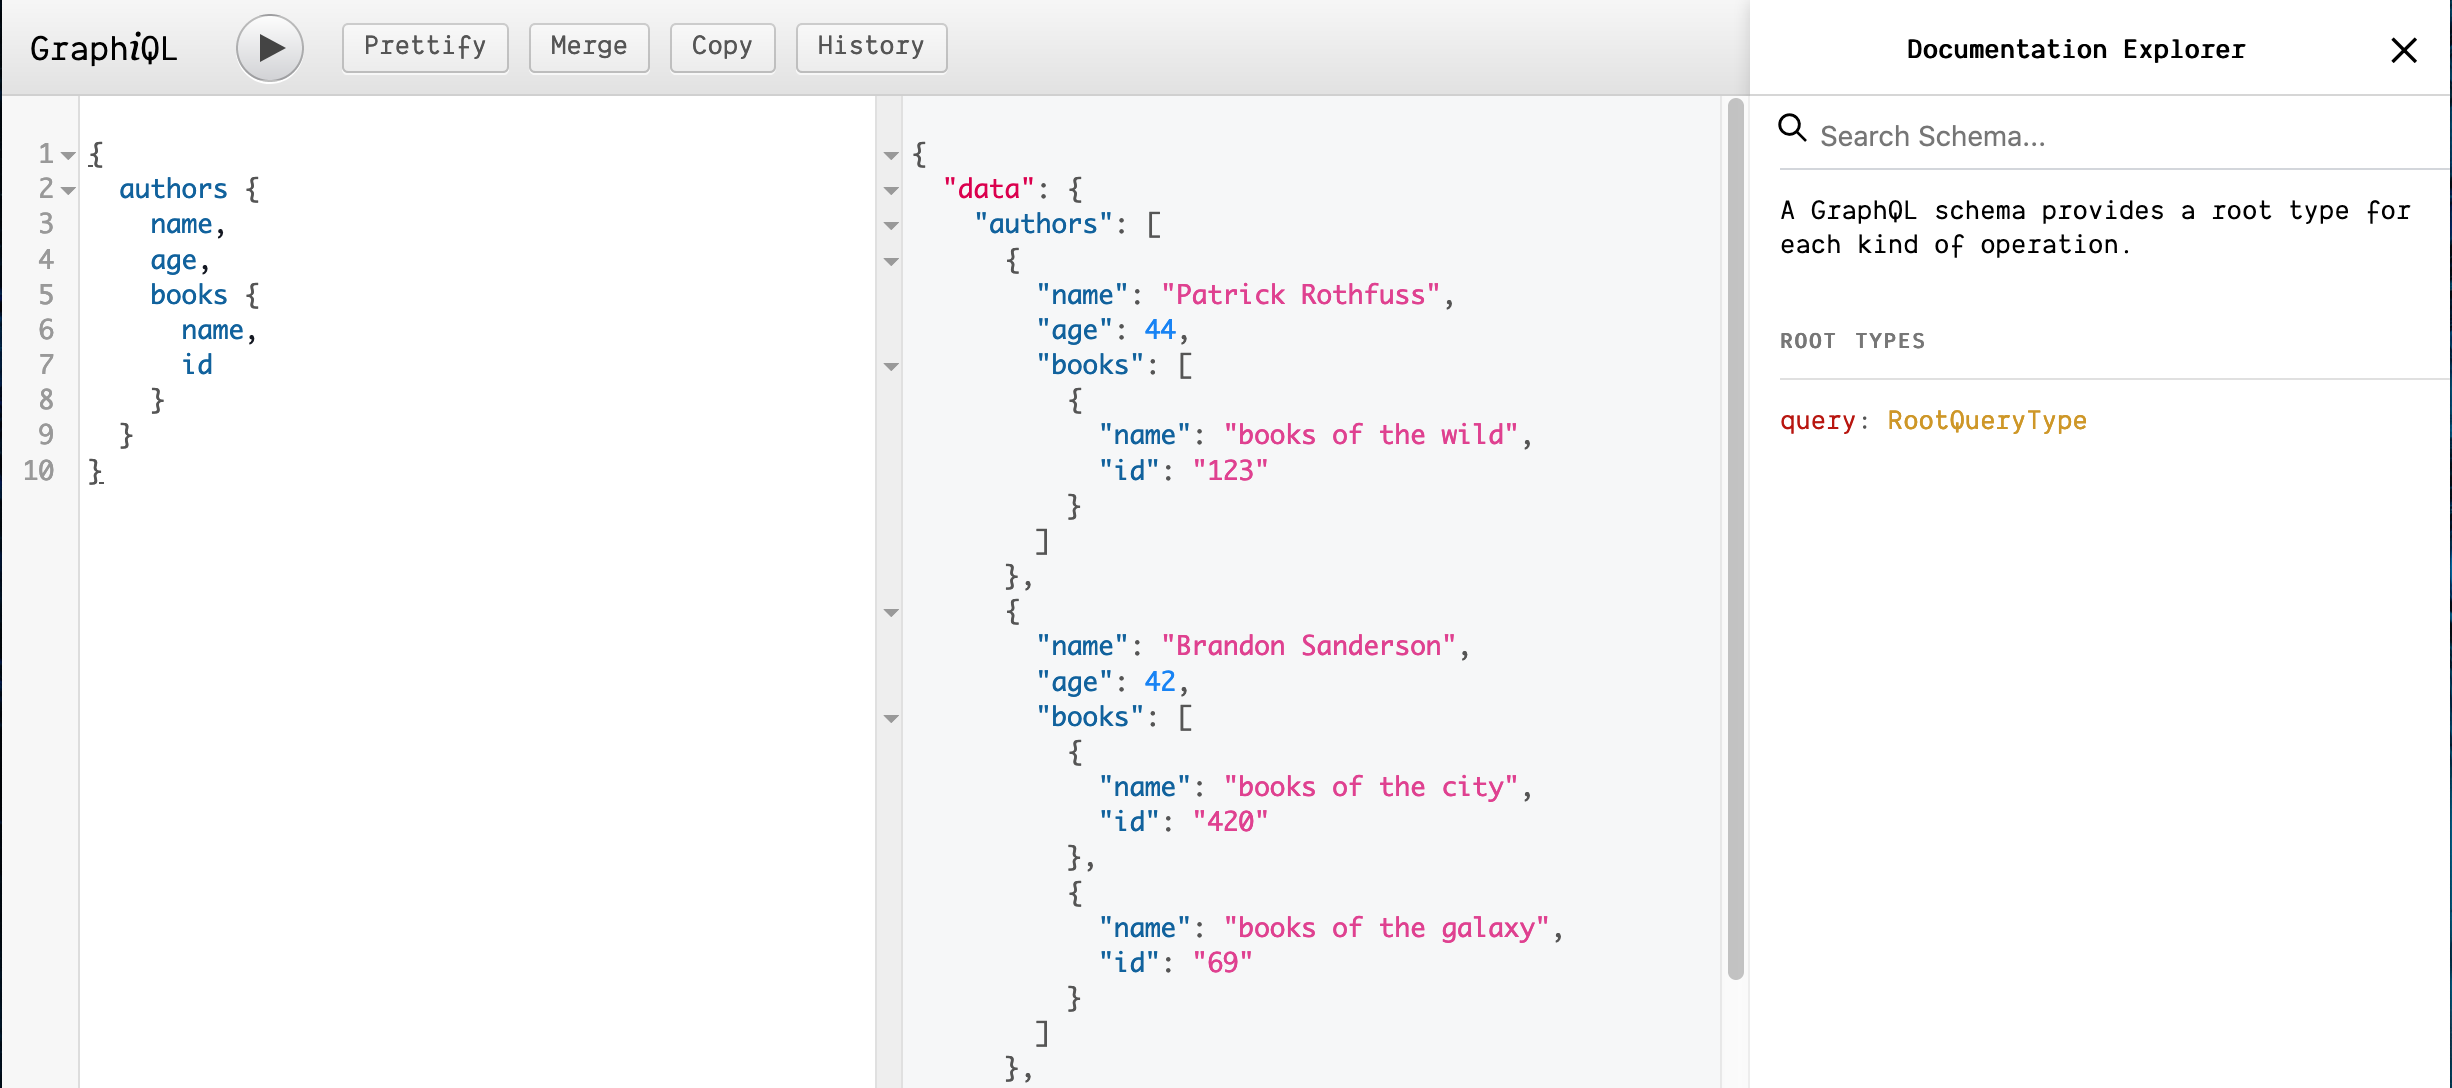 GraphiQL Prettify Merge Copy History
1 {
2 authors {
3 name,
4 age,
5 books {
6 name,
7 id
8 }
9 }
10 }
{
"data": {
"authors": [
{
"name": "Patrick Rothfuss",
"age": 44,
"books": [
{
"name": "books of the wild",
"id": "123"
}
]
},
{
"name": "Brandon Sanderson",
"age": 42,
"books": [
{
"name": "books of the city",
"id": "420"
},
{
"name": "books of the galaxy",
"id": "69"
}
]
},
Documentation Explorer
Search Schema...
A GraphQL schema provides a root type for
each kind of operation.
ROOT TYPES
query: RootQueryType